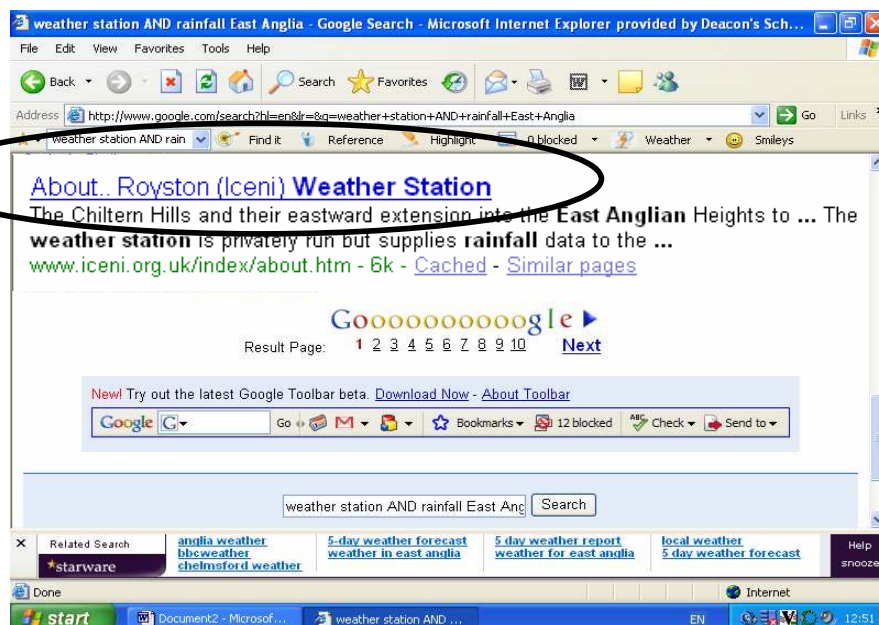 weather station AND rainfall East Anglia - Google Search - Microsoft Internet Explorer provided by Deacon's Sch...
File Edit View Favorites Tools Help
Back Search Favorites
Address http://www.google.com/search?hl=en&lr=&q=weather+station+AND+rainfall+East+Anglia Go Links
weather station AND rain Find it Reference Highlight 0 blocked Weather Smileys
About.. Royston (Iceni) Weather Station
The Chiltern Hills and their eastward extension into the East Anglian Heights to ... The
weather station is privately run but supplies rainfall data to the ...
www.iceni.org.uk/index/about.htm - 6k - Cached - Similar pages
Goooooooooogle
Result Page: 1 2 3 4 5 6 7 8 9 10 Next
New! Try out the latest Google Toolbar beta. Download Now - About Toolbar
Google G Go Bookmarks 12 blocked ABC Check Send to
weather station AND rainfall East Ang Search
Related Search anglia weather 5-day weather forecast 5 day weather report local weather Help
bbcweather weather in east anglia weather for east anglia 5 day weather forecast
starware chelmsford weather snooze
Done Internet
start Document2 - Microsof... weather station AND ... EN 12:51